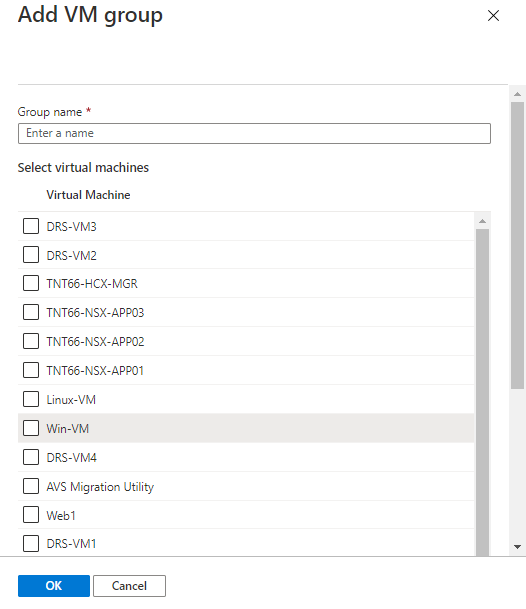 Add VM group
Group name *
Enter a name
Select virtual machines
Virtual Machine
DRS-VM3
DRS-VM2
TNT66-HCX-MGR
TNT66-NSX-APP03
TNT66-NSX-APP02
TNT66-NSX-APP01
Linux-VM
Win-VM
DRS-VM4
AVS Migration Utility
Web1
DRS-VM1
OK
Cancel